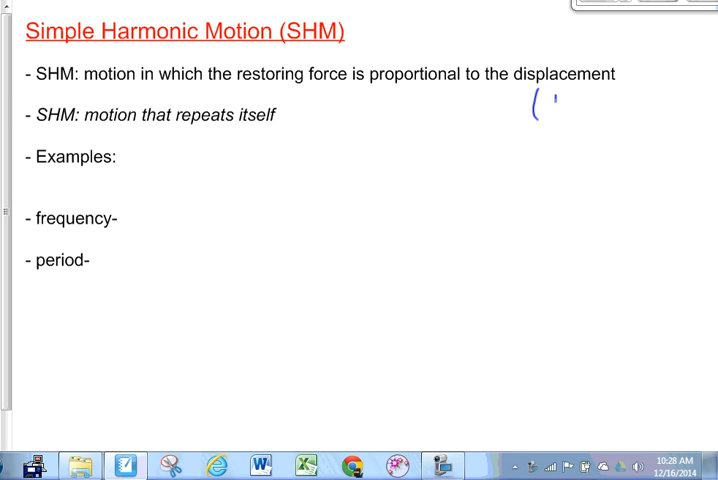 Simple Harmonic Motion (SHM)
- SHM: motion in which the restoring force is proportional to the displacement
(
- SHM: motion that repeats itself
- Examples:
- frequency-
- period-
10:28 AM
12/16/2014